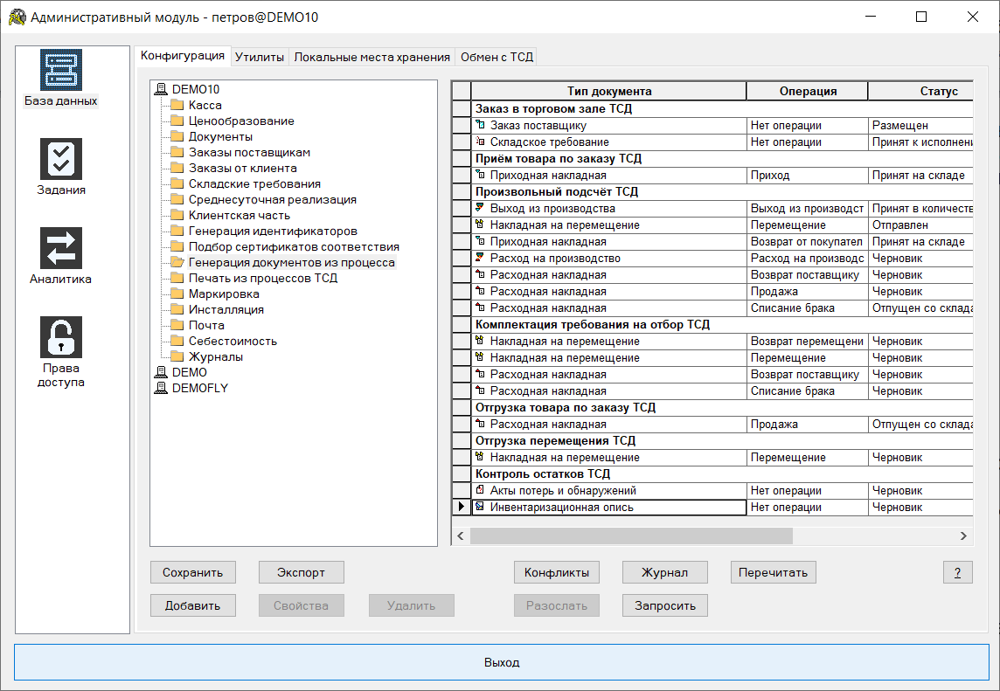 Административный модуль - петров@DEMO10
База данных
Задания
Аналитика
Права
доступа
Конфигурация Утилиты Локальные места хранения Обмен с ТСД
DEMO10
Касса
Ценообразование
Документы
Заказы поставщикам
Заказы от клиента
Складские требования
Среднесуточная реализация
Клиентская часть
Генерация идентификаторов
Подбор сертификатов соответствия
Генерация документов из процесса
Печать из процессов ТСД
Маркировка
Инсталляция
Почта
Себестоимость
Журналы
DEMO
DEMOFLY
Тип документа Операция Статус
Заказ в торговом зале ТСД
Заказ поставщику Нет операции Размещен
Складское требование Нет операции Принят к исполнени
Приём товара по заказу ТСД
Приходная накладная Приход Принят на складе
Произвольный подсчёт ТСД
Выход из производства Выход из производст Принят в количеств
Накладная на перемещение Перемещение Отправлен
Приходная накладная Возврат от покупател Принят на складе
Расход на производство Расход на производс Черновик
Расходная накладная Возврат поставщику Черновик
Расходная накладная Продажа Черновик
Расходная накладная Списание брака Отпущен со склада
Комплектация требования на отбор ТСД
Накладная на перемещение Возврат перемещени Черновик
Накладная на перемещение Перемещение Черновик
Расходная накладная Возврат поставщику Черновик
Расходная накладная Списание брака Черновик
Отгрузка товара по заказу ТСД
Расходная накладная Продажа Отпущен со склада
Отгрузка перемещения ТСД
Накладная на перемещение Перемещение Черновик
Контроль остатков ТСД
Акты потерь и обнаружений Нет операции Черновик
Инвентаризационная опись Нет операции Черновик
Сохранить Экспорт Конфликты Журнал Перечитать ?
Добавить Свойства Удалить Разослать Запросить
Выход